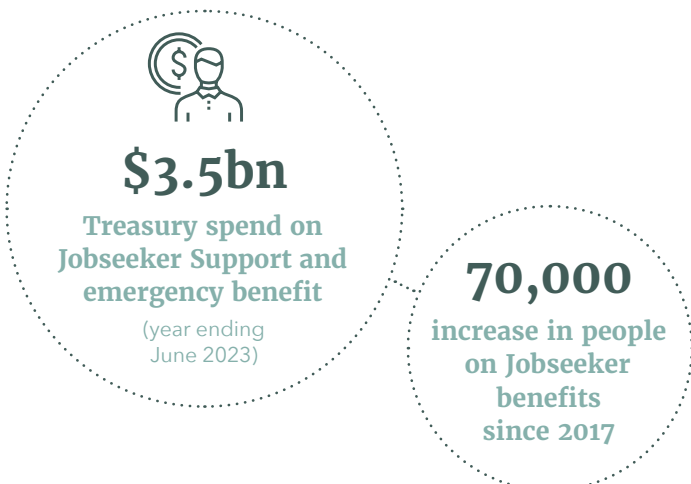 $
$3.5bn
Treasury spend on
Jobseeker Support and
emergency benefit
(year ending
June 2023)
70,000
increase in people
on Jobseeker
benefits
since 2017